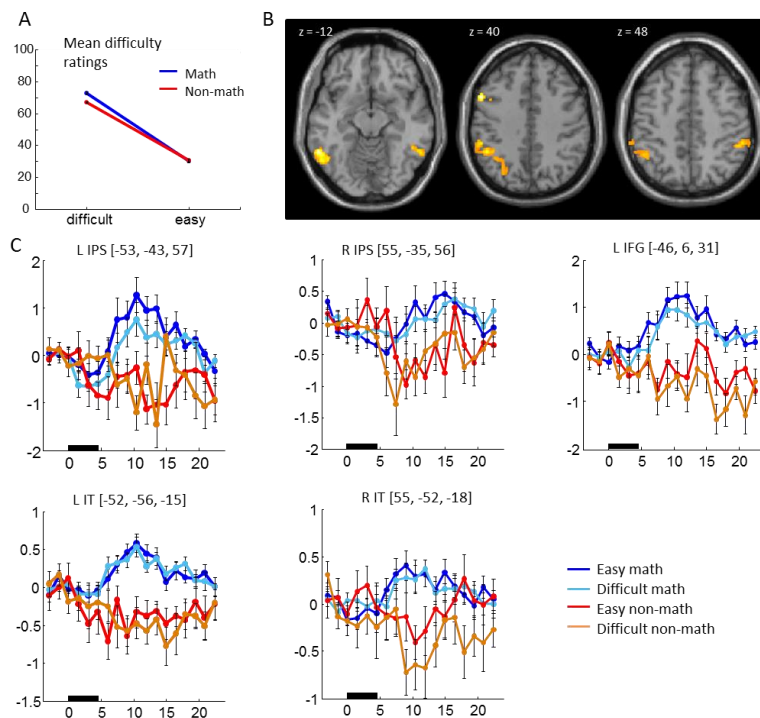 A
Mean difficulty
ratings
Math
Non-math
100
80
60
40
20
0
difficult
easy
B
z = -12
z = 40
z = 48
C
L IPS [-53, -43, 57]
2
1
0
-1
-2
0 5 10 15 20
R IPS [55, -35, 56]
1
0.5
0
-0.5
-1
-1.5
-2
0 5 10 15 20
L IFG [-46, 6, 31]
2
1
0
-1
-2
0 5 10 15 20
L IT [-52, -56, -15]
1
0.5
0
-0.5
-1
-1.5
0 5 10 15 20
R IT [55, -52, -18]
1
0.5
0
-0.5
-1
0 5 10 15 20
Easy math
Difficult math
Easy non-math
Difficult non-math